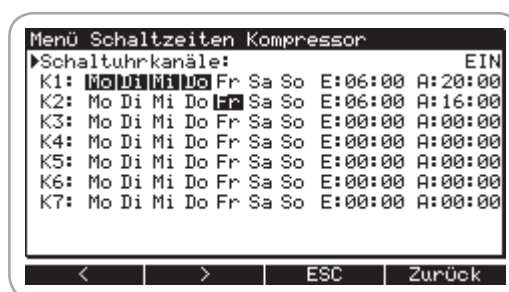 Menü Schaltzeiten Kompressor
▶Schaltuhrkanäle: EIN
K1: Mo Di Mi Do Fr Sa So E:06:00 A:20:00
K2: Mo Di Mi Do Fr Sa So E:06:00 A:16:00
K3: Mo Di Mi Do Fr Sa So E:00:00 A:00:00
K4: Mo Di Mi Do Fr Sa So E:00:00 A:00:00
K5: Mo Di Mi Do Fr Sa So E:00:00 A:00:00
K6: Mo Di Mi Do Fr Sa So E:00:00 A:00:00
K7: Mo Di Mi Do Fr Sa So E:00:00 A:00:00
< > ESC Zurück